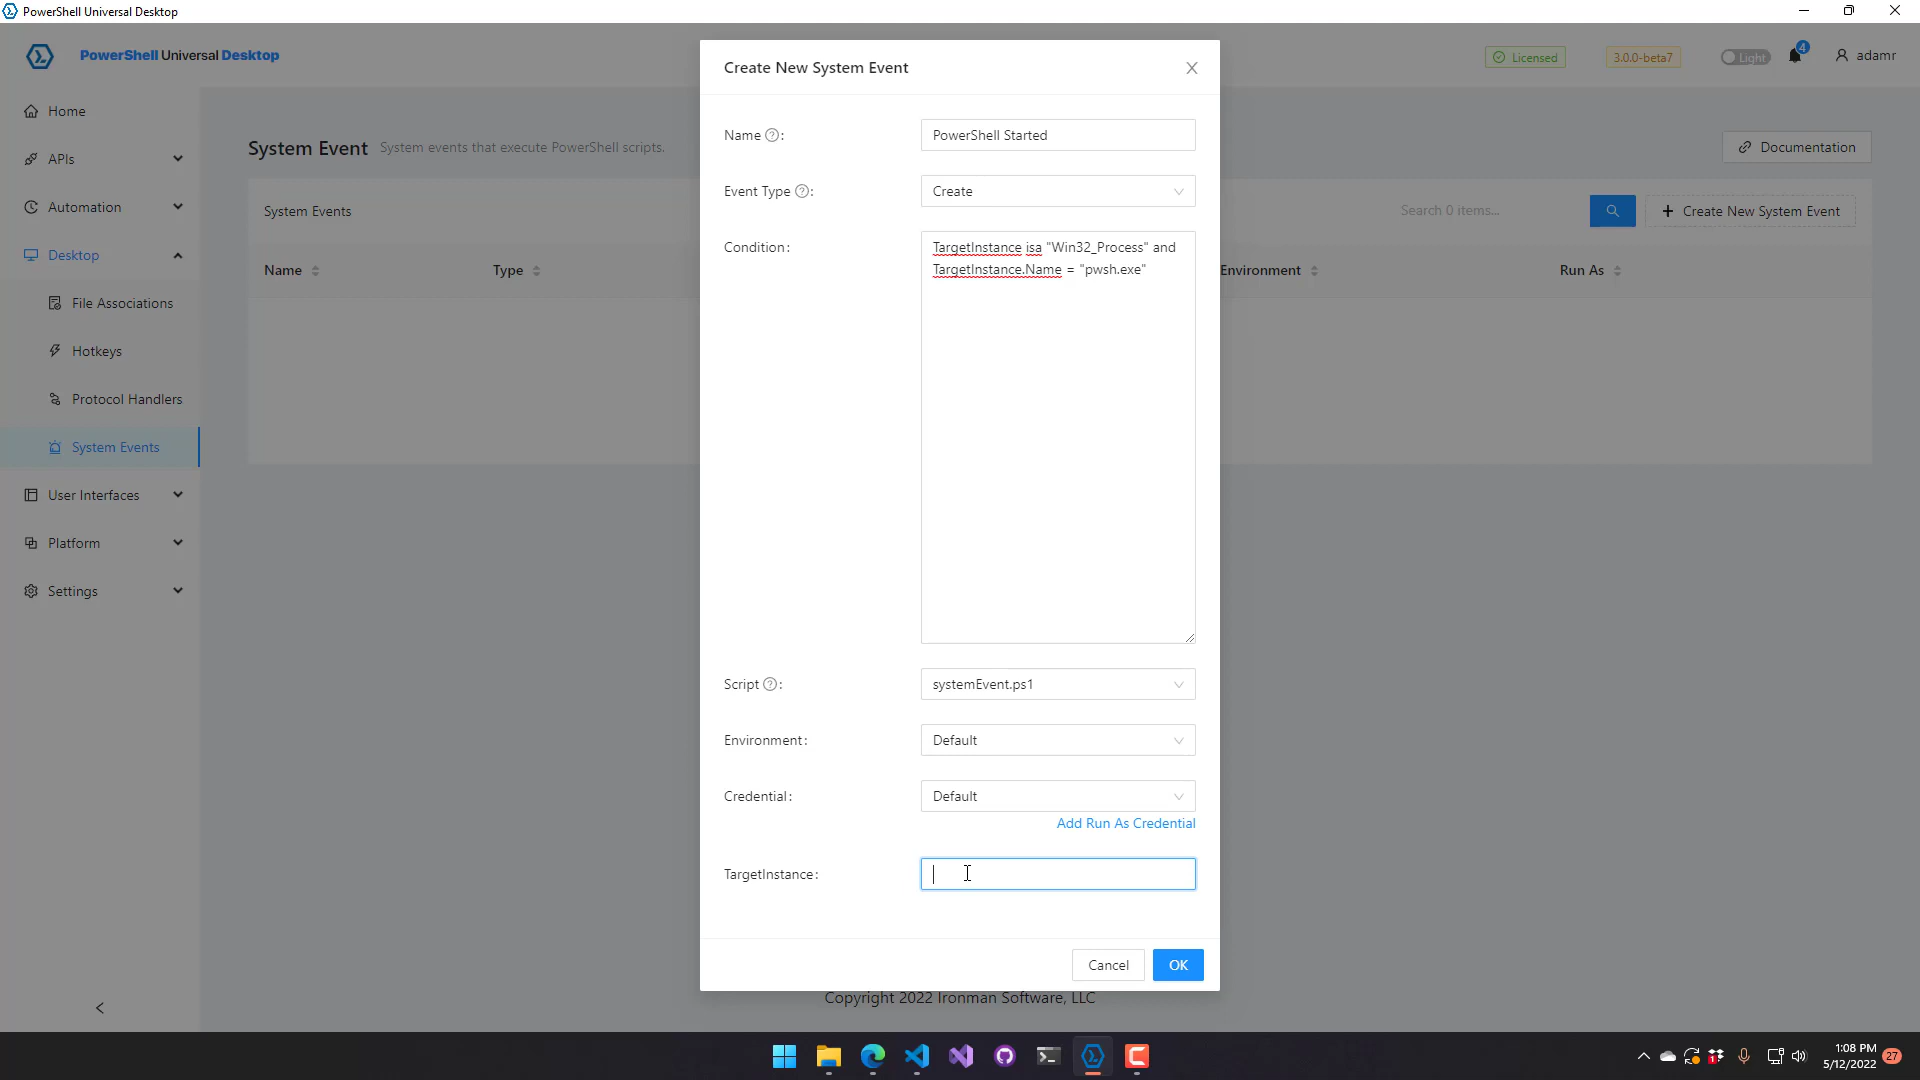 PowerShell Universal Desktop
PowerShell Universal Desktop
Licensed
3.0.0-beta7
Light
4
adamr
Home
APIs
Automation
Desktop
File Associations
Hotkeys
Protocol Handlers
System Events
User Interfaces
Platform
Settings
System Event System events that execute PowerShell scripts.
Documentation
System Events
Search 0 items...
Create New System Event
Name
Type
Environment
Run As
Create New System Event
Name ?:
PowerShell Started
Event Type ?:
Create
Condition:
TargetInstance isa "Win32_Process" and
TargetInstance.Name = "pwsh.exe"
Script ?:
systemEvent.ps1
Environment:
Default
Credential:
Default
Add Run As Credential
TargetInstance:
Cancel
OK
Copyright 2022 Ironman Software, LLC
1:08 PM
5/12/2022
27